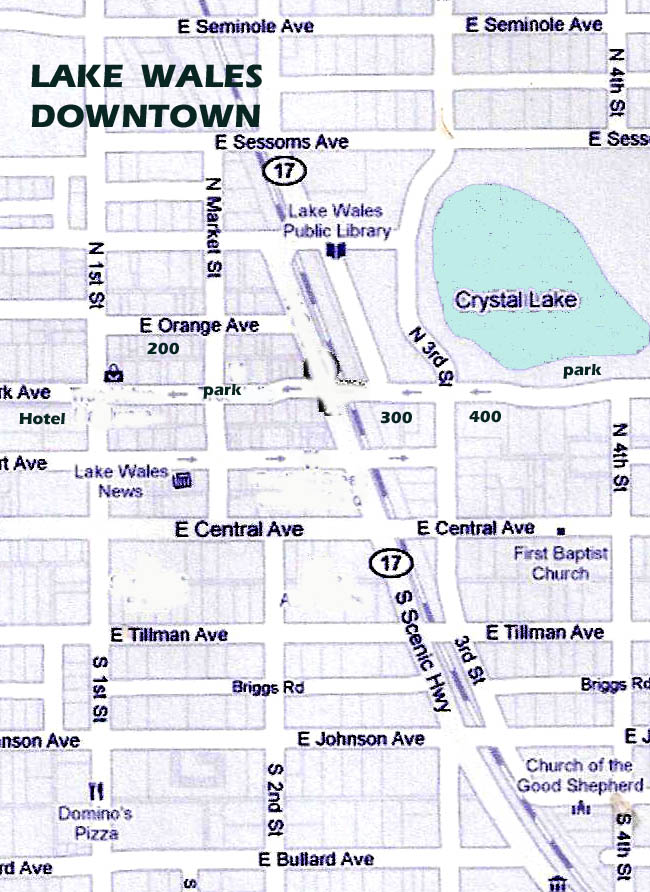 E Seminole Ave
E Seminole Ave
LAKE WALES
DOWNTOWN
N 4th St
E Sessoms Ave
E Sess
17
N Market St
Lake Wales
Public Library
N 1st St
Crystal Lake
E Orange Ave
200
N 3rd St
park
rk Ave
park
Hotel
300
400
N 4th St
rt Ave
Lake Wales
News
E Central Ave
E Central Ave
17
First Baptist
Church
S Scenic Hwy
E Tillman Ave
E Tillman Ave
3rd St
S 1st St
Briggs Rd
Briggs Rd
nson Ave
E Johnson Ave
E J
Church of the
Good Shepherd
S 2nd St
Domino's
Pizza
S 4th St
E Bullard Ave
rd Ave
S